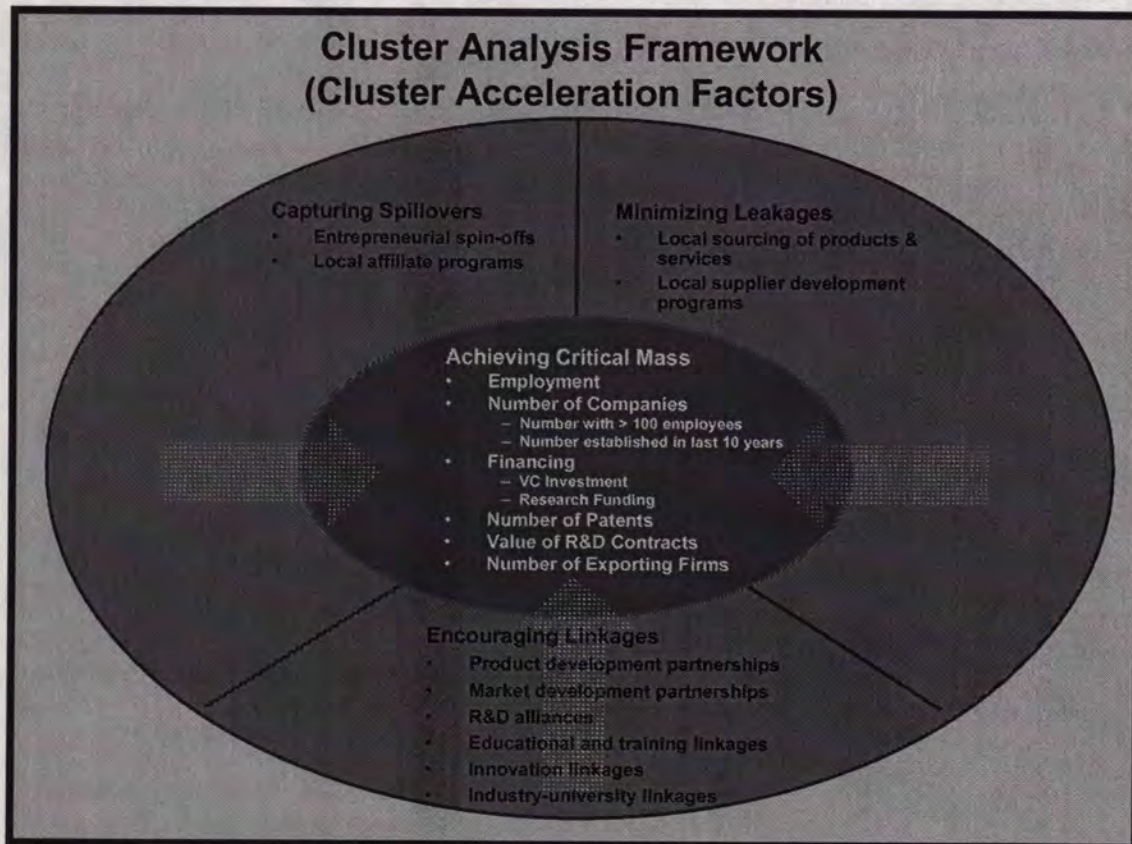 Cluster Analysis Framework
(Cluster Acceleration Factors)
Capturing Spillovers
• Entrepreneurial spin-offs
• Local affiliate programs
Minimizing Leakages
• Local sourcing of products &
services
• Local supplier development
programs
Achieving Critical Mass
• Employment
• Number of Companies
– Number with > 100 employees
– Number established in last 10 years
• Financing
– VC Investment
– Research Funding
• Number of Patents
• Value of R&D Contracts
• Number of Exporting Firms
Encouraging Linkages
• Product development partnerships
• Market development partnerships
• R&D alliances
• Educational and training linkages
• Innovation linkages
• Industry-university linkages